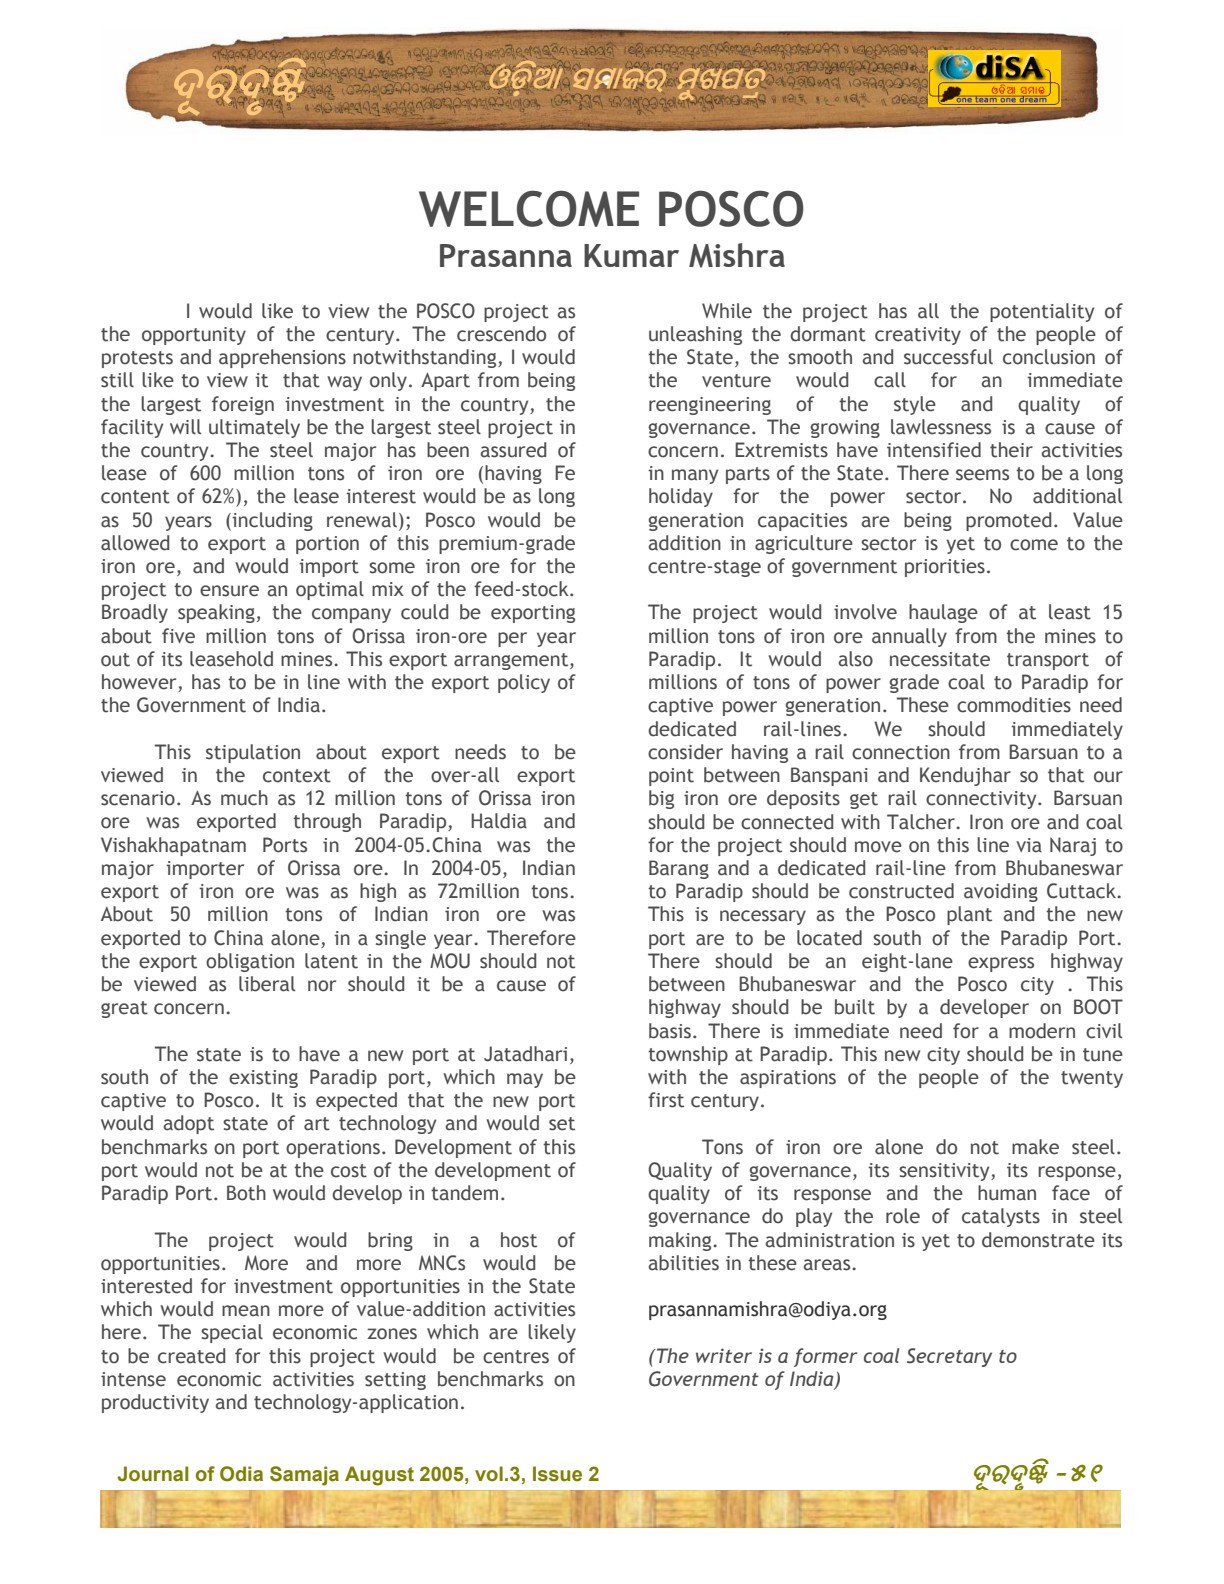 ଦୂରଦୃଷ୍ଟି
ଓଡ଼ିଆ ସମାଜର ମୁଖପତ୍ର
OdiSA
ଓଡ଼ିଆ ସମାଜ
one team one dream
WELCOME POSCO
Prasanna Kumar Mishra
I would like to view the POSCO project as
the opportunity of the century. The crescendo of
protests and apprehensions notwithstanding, I would
still like to view it that way only. Apart from being
the largest foreign investment in the country, the
facility will ultimately be the largest steel project in
the country. The steel major has been assured of
lease of 600 million tons of iron ore (having Fe
content of 62%), the lease interest would be as long
as 50 years (including renewal); Posco would be
allowed to export a portion of this premium-grade
iron ore, and would import some iron ore for the
project to ensure an optimal mix of the feed-stock.
Broadly speaking, the company could be exporting
about five million tons of Orissa iron-ore per year
out of its leasehold mines. This export arrangement,
however, has to be in line with the export policy of
the Government of India.
This stipulation about export needs to be
viewed in the context of the over-all export
scenario. As much as 12 million tons of Orissa iron
ore was exported through Paradip, Haldia and
Vishakhapatnam Ports in 2004-05.China was the
major importer of Orissa ore. In 2004-05, Indian
export of iron ore was as high as 72million tons.
About 50 million tons of Indian iron ore was
exported to China alone, in a single year. Therefore
the export obligation latent in the MOU should not
be viewed as liberal nor should it be a cause of
great concern.
The state is to have a new port at Jatadhari,
south of the existing Paradip port, which may be
captive to Posco. It is expected that the new port
would adopt state of art technology and would set
benchmarks on port operations. Development of this
port would not be at the cost of the development of
Paradip Port. Both would develop in tandem.
The project would bring in a host of
opportunities. More and more MNCs would be
interested for investment opportunities in the State
which would mean more of value-addition activities
here. The special economic zones which are likely
to be created for this project would be centres of
intense economic activities setting benchmarks on
productivity and technology-application.
While the project has all the potentiality of
unleashing the dormant creativity of the people of
the State, the smooth and successful conclusion of
the venture would call for an immediate
reengineering of the style and quality of
governance. The growing lawlessness is a cause of
concern. Extremists have intensified their activities
in many parts of the State. There seems to be a long
holiday for the power sector. No additional
generation capacities are being promoted. Value
addition in agriculture sector is yet to come to the
centre-stage of government priorities.
The project would involve haulage of at least 15
million tons of iron ore annually from the mines to
Paradip. It would also necessitate transport of
millions of tons of power grade coal to Paradip for
captive power generation. These commodities need
dedicated rail-lines. We should immediately
consider having a rail connection from Barsuan to a
point between Banspani and Kendujhar so that our
big iron ore deposits get rail connectivity. Barsuan
should be connected with Talcher. Iron ore and coal
for the project should move on this line via Naraj to
Barang and a dedicated rail-line from Bhubaneswar
to Paradip should be constructed avoiding Cuttack.
This is necessary as the Posco plant and the new
port are to be located south of the Paradip Port.
There should be an eight-lane express highway
between Bhubaneswar and the Posco city . This
highway should be built by a developer on BOOT
basis. There is immediate need for a modern civil
township at Paradip. This new city should be in tune
with the aspirations of the people of the twenty
first century.
Tons of iron ore alone do not make steel.
Quality of governance, its sensitivity, its response,
quality of its response and the human face of
governance do play the role of catalysts in steel
making. The administration is yet to demonstrate its
abilities in these areas.
prasannamishra@odiya.org
(The writer is a former coal Secretary to
Government of India)
Journal of Odia Samaja August 2005, vol.3, Issue 2
ଦୂରଦୃଷ୍ଟି - ୫୧